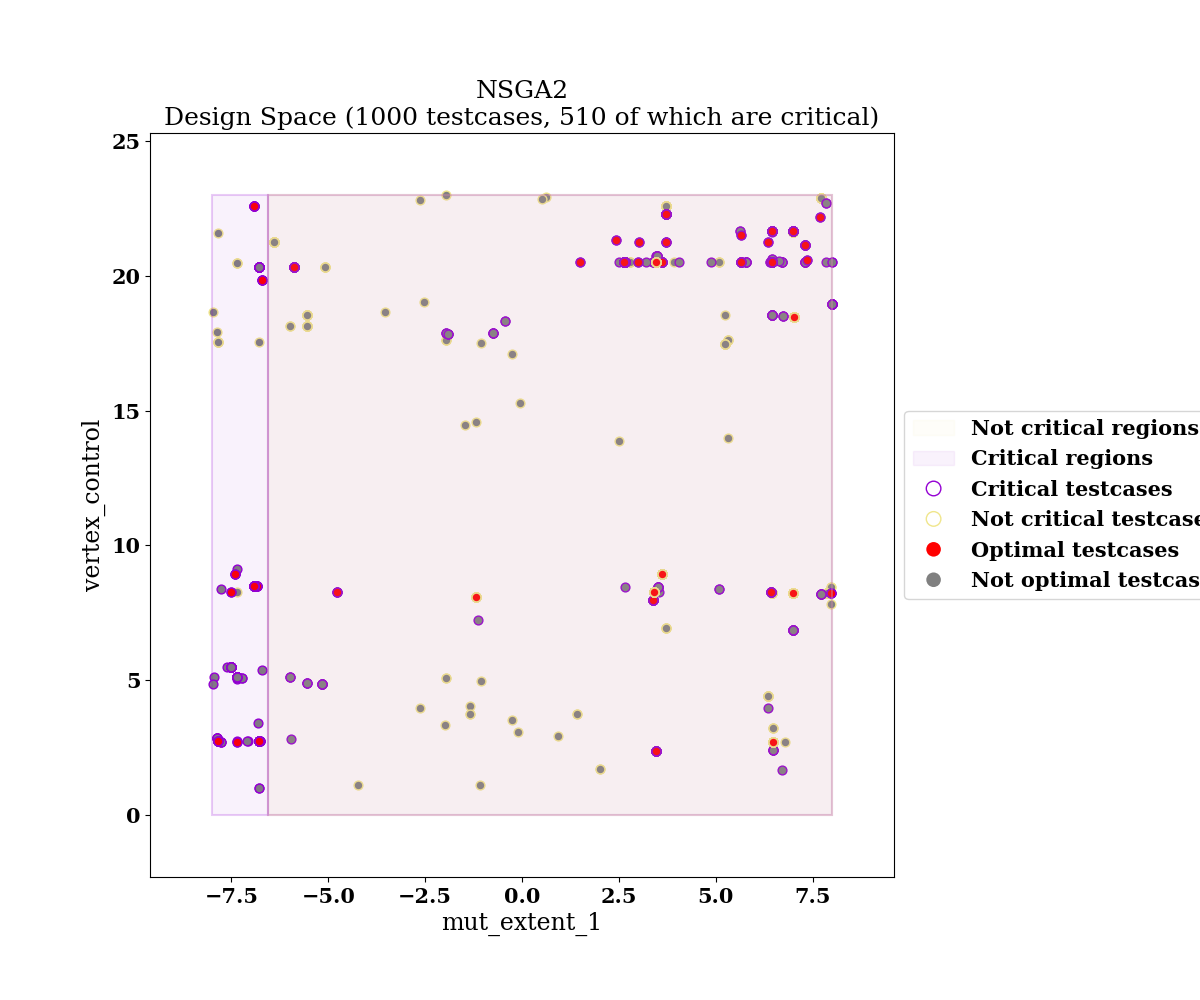 NSGA2
Design Space (1000 testcases, 510 of which are critical)
25
20
15
10
5
0
vertex_control
−7.5 −5.0 −2.5 0.0 2.5 5.0 7.5
mut_extent_1
Not critical regions
Critical regions
Critical testcases
Not critical testcase
Optimal testcases
Not optimal testcas